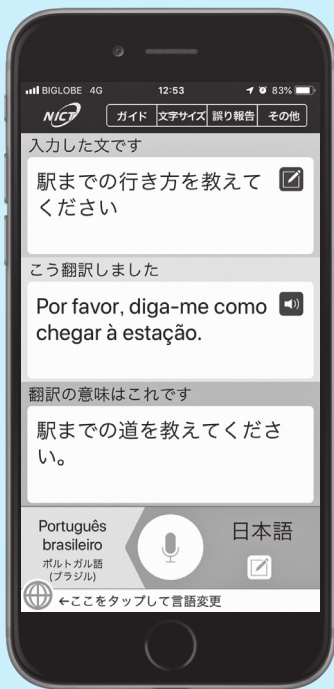 BIGLOBE 4G 12:53 83%
NICT ガイド 文字サイズ 誤り報告 その他
入力した文です
駅までの行き方を教えて
ください
こう翻訳しました
Por favor, diga-me como
chegar à estação.
翻訳の意味はこれです
駅までの道を教えてくださ
い。
Português
brasileiro
ポルトガル語
(ブラジル)
日本語
←ここをタップして言語変更